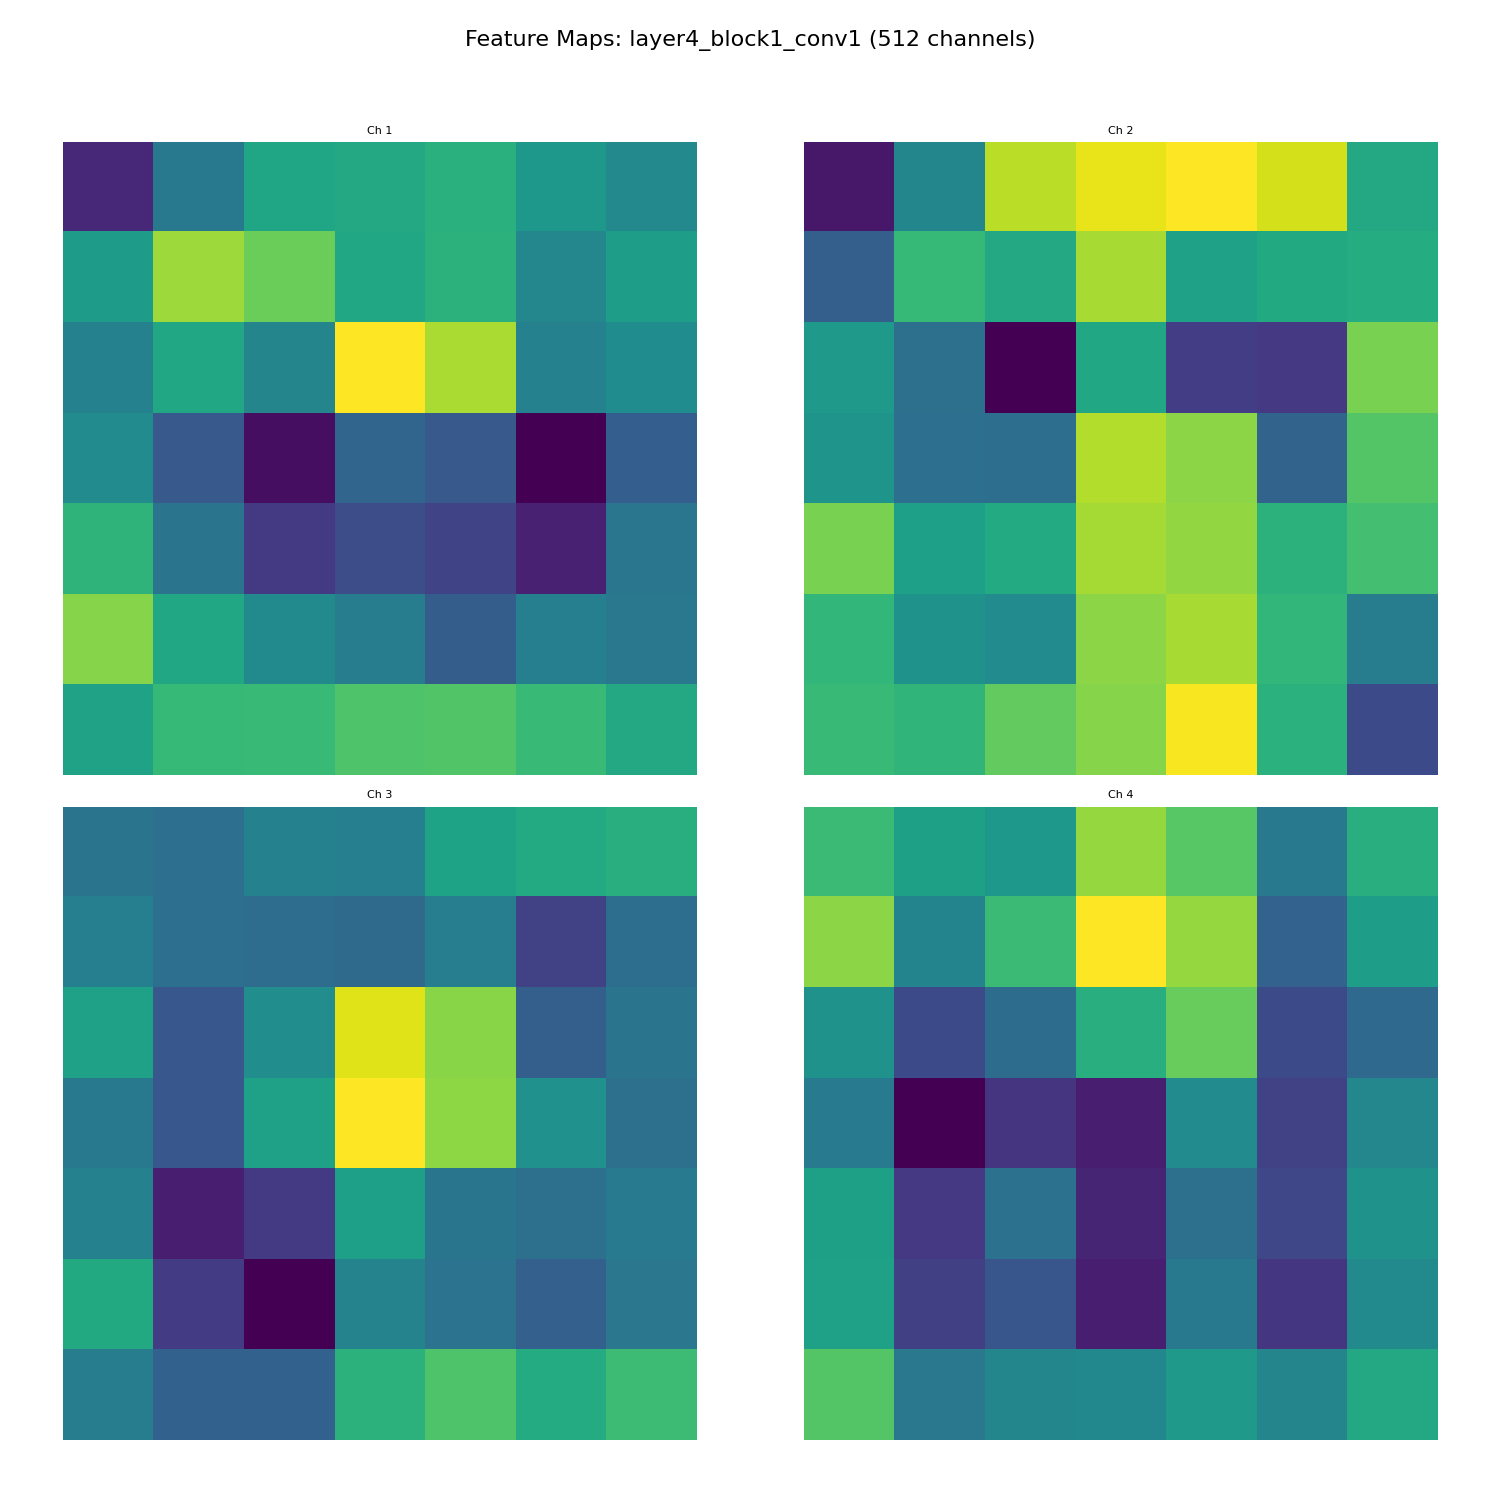 Feature Maps: layer4_block1_conv1 (512 channels)
Ch 1
Ch 2
Ch 3
Ch 4